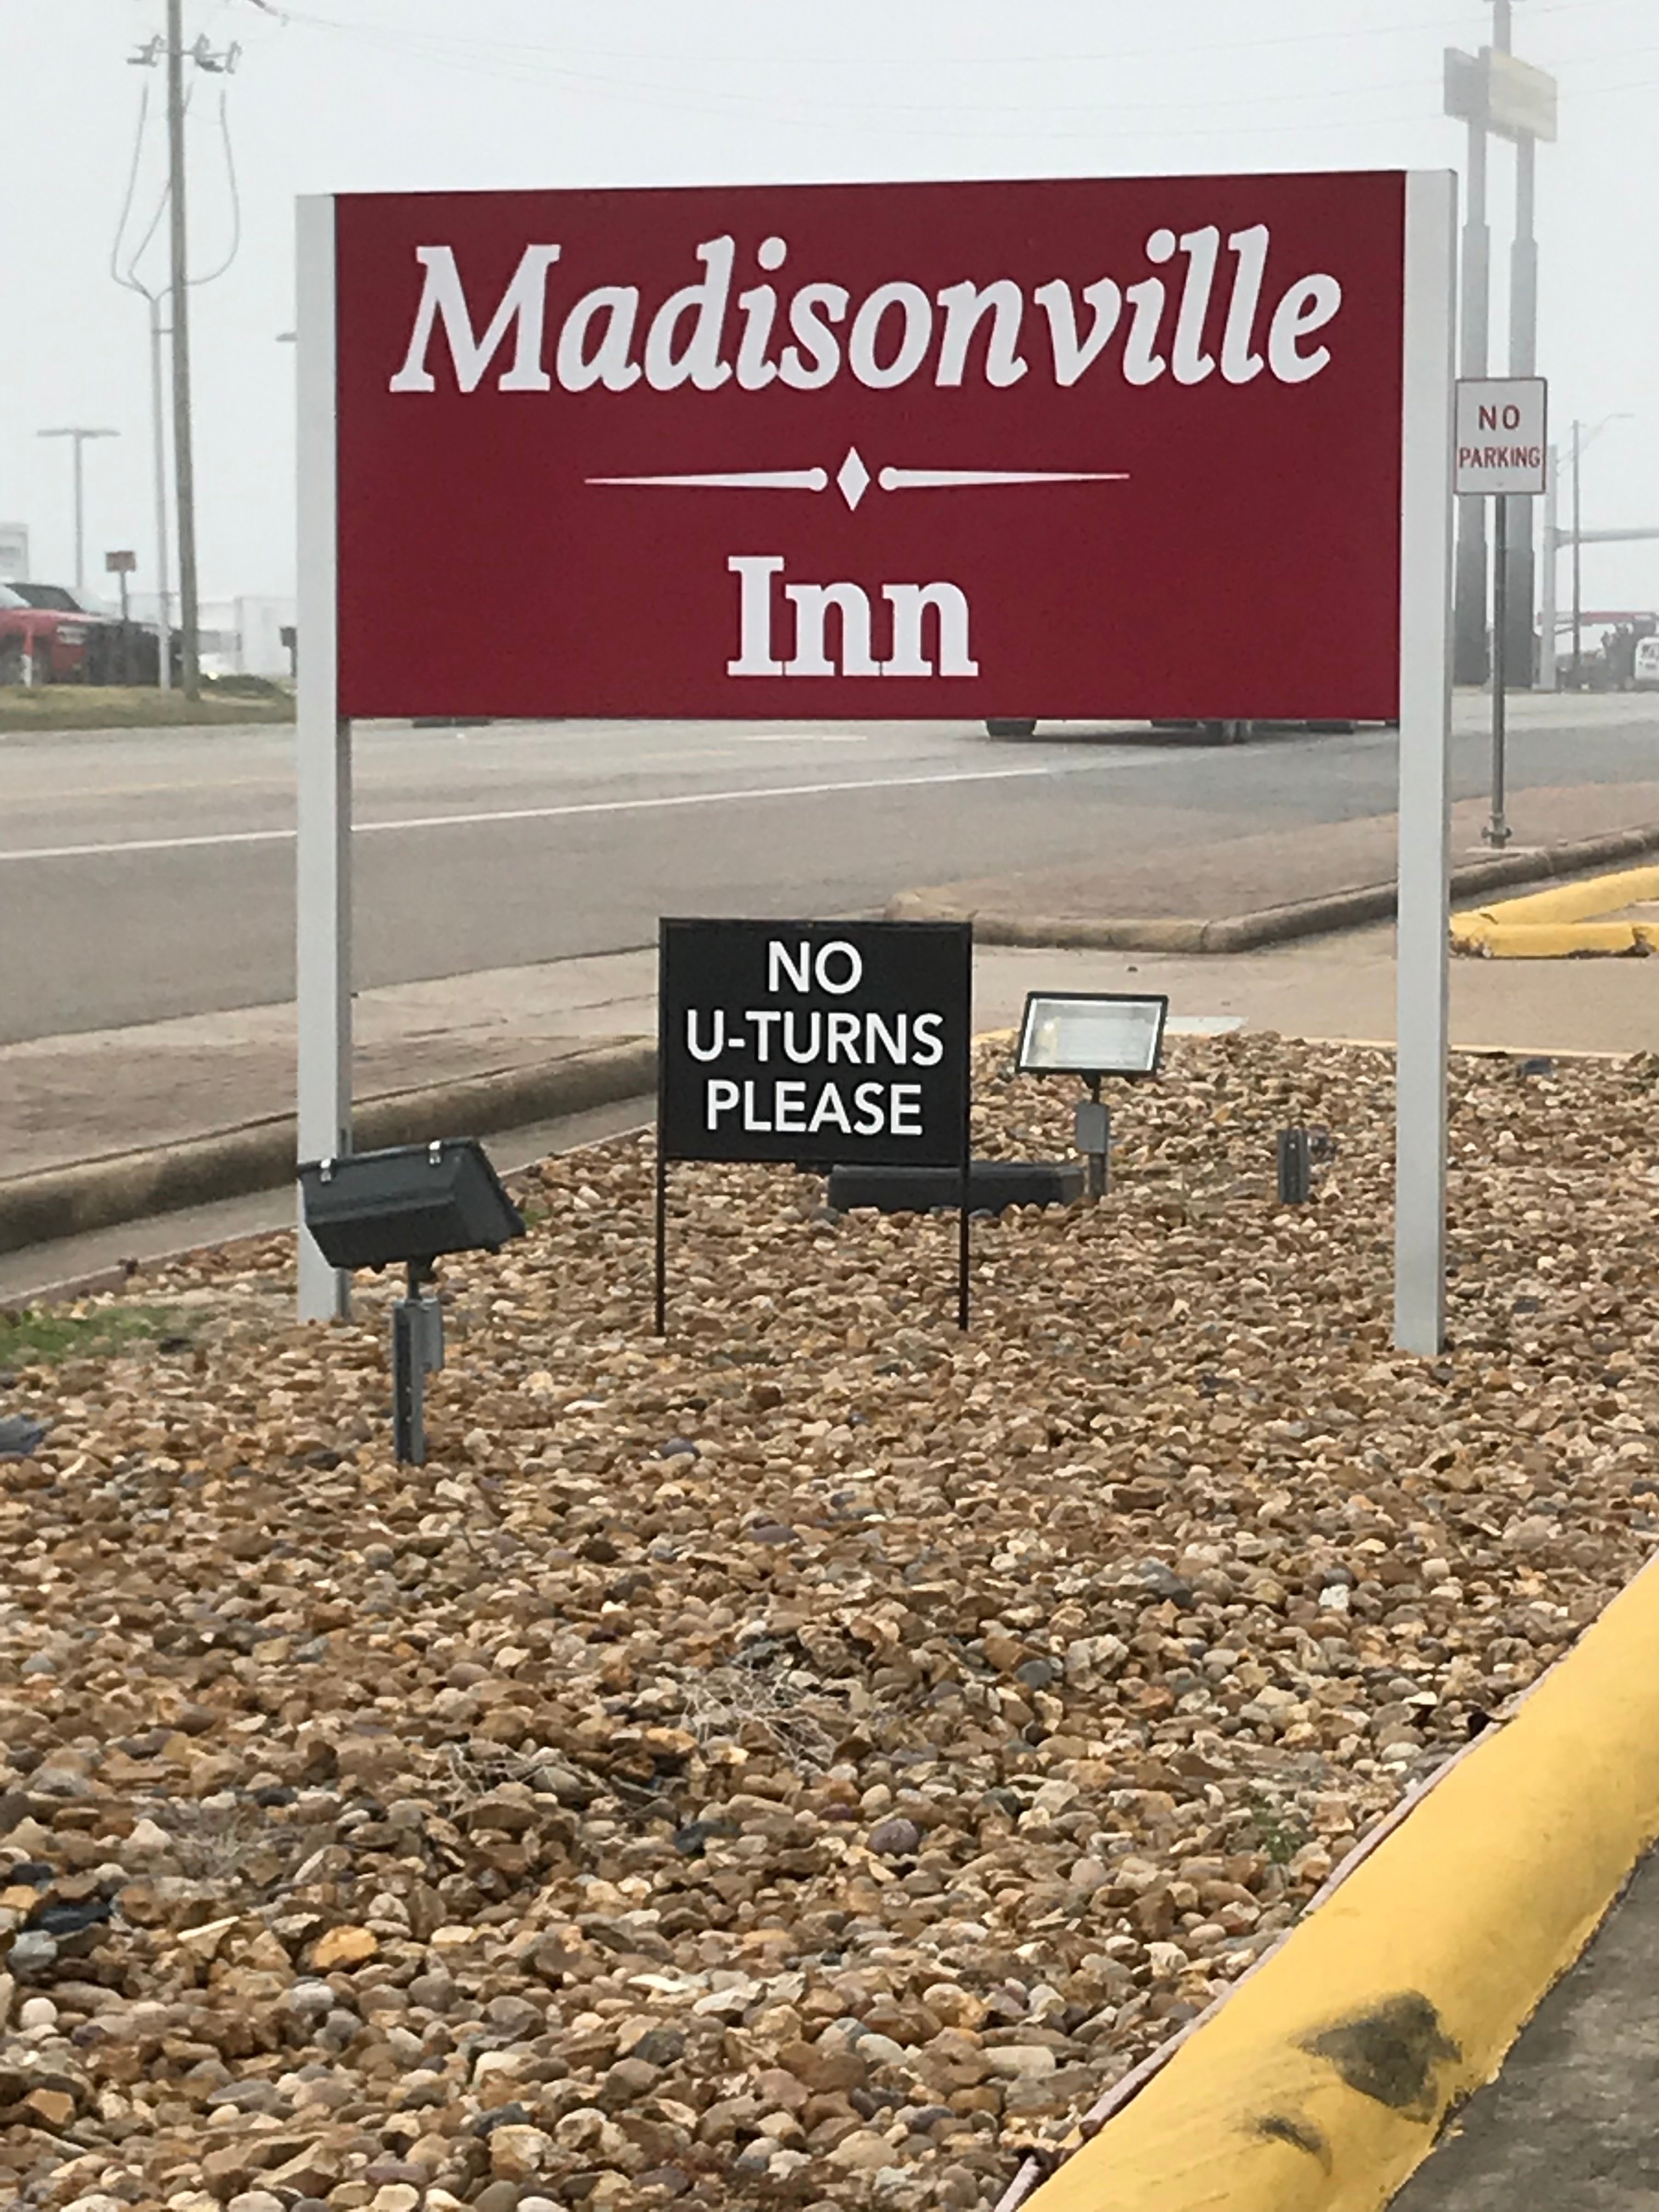 Madisonville
Inn
NO
PARKING
NO
U-TURNS
PLEASE